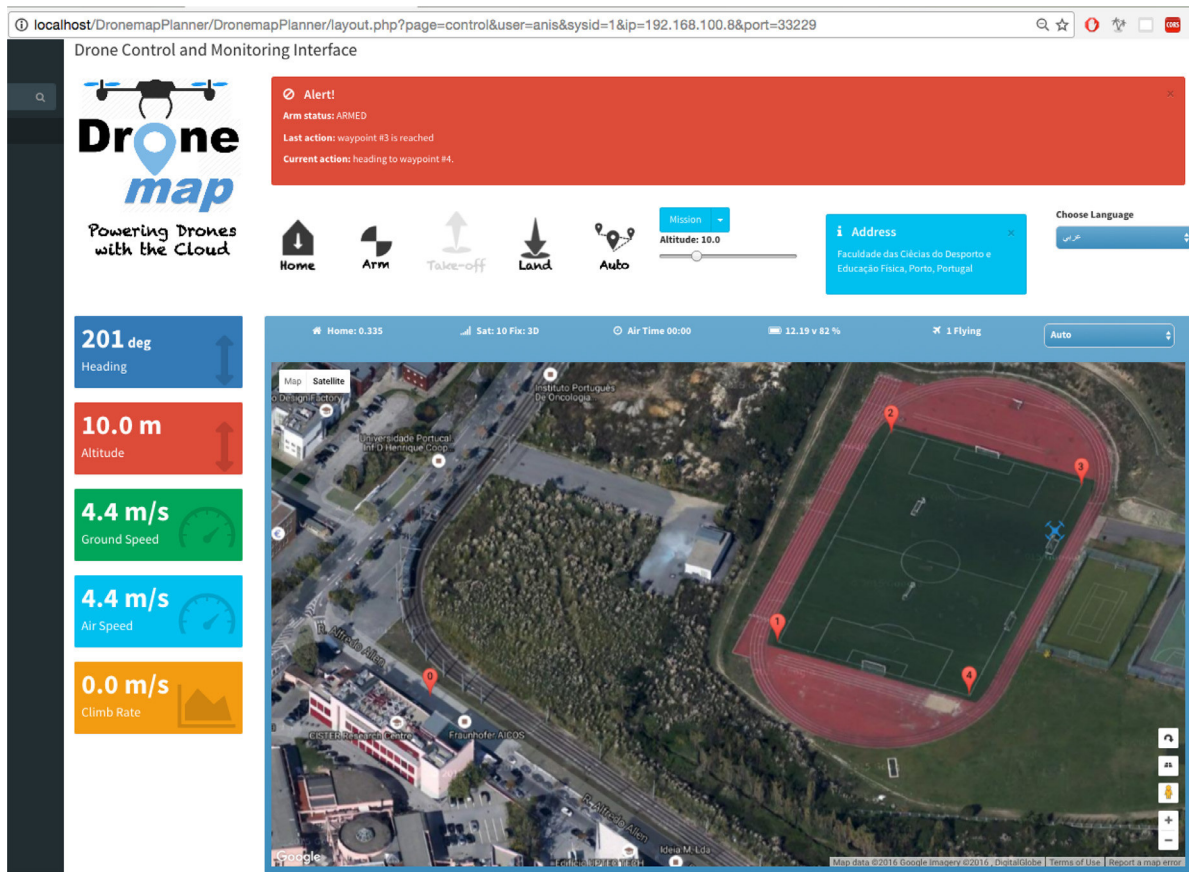 localhost/DronemapPlanner/DronemapPlanner/layout.php?page=control&user=anis&sysid=1&ip=192.168.100.8&port=33229
CORS
Drone Control and Monitoring Interface
Drone
map
Powering Drones
with the Cloud
Alert!
Arm status: ARMED
Last action: waypoint #3 is reached
Current action: heading to waypoint #4.
Home
Arm
Take-off
Land
Auto
Mission
Altitude: 10.0
Address
Faculdade das Ciêcias do Desporto e
Educação Física, Porto, Portugal
Choose Language
عربي
201 deg
Heading
10.0 m
Altitude
4.4 m/s
Ground Speed
4.4 m/s
Air Speed
0.0 m/s
Climb Rate
Home: 0.335
Sat: 10 Fix: 3D
Air Time 00:00
12.19 v 82 %
1 Flying
Auto
Map Satellite
o DesignFactory
Instituto Português
De Oncologia
Universidade Portucal
Inf D Henrique Coop
2
3
1
4
0
R. Alfredo Allen
CISTER Research Centre
Fraunhofer AICOS
R. Alfredo Allen
Ideia M. Lda
Google
Map data ©2016 Google Imagery ©2016 , DigitalGlobe
Terms of Use
Report a map error